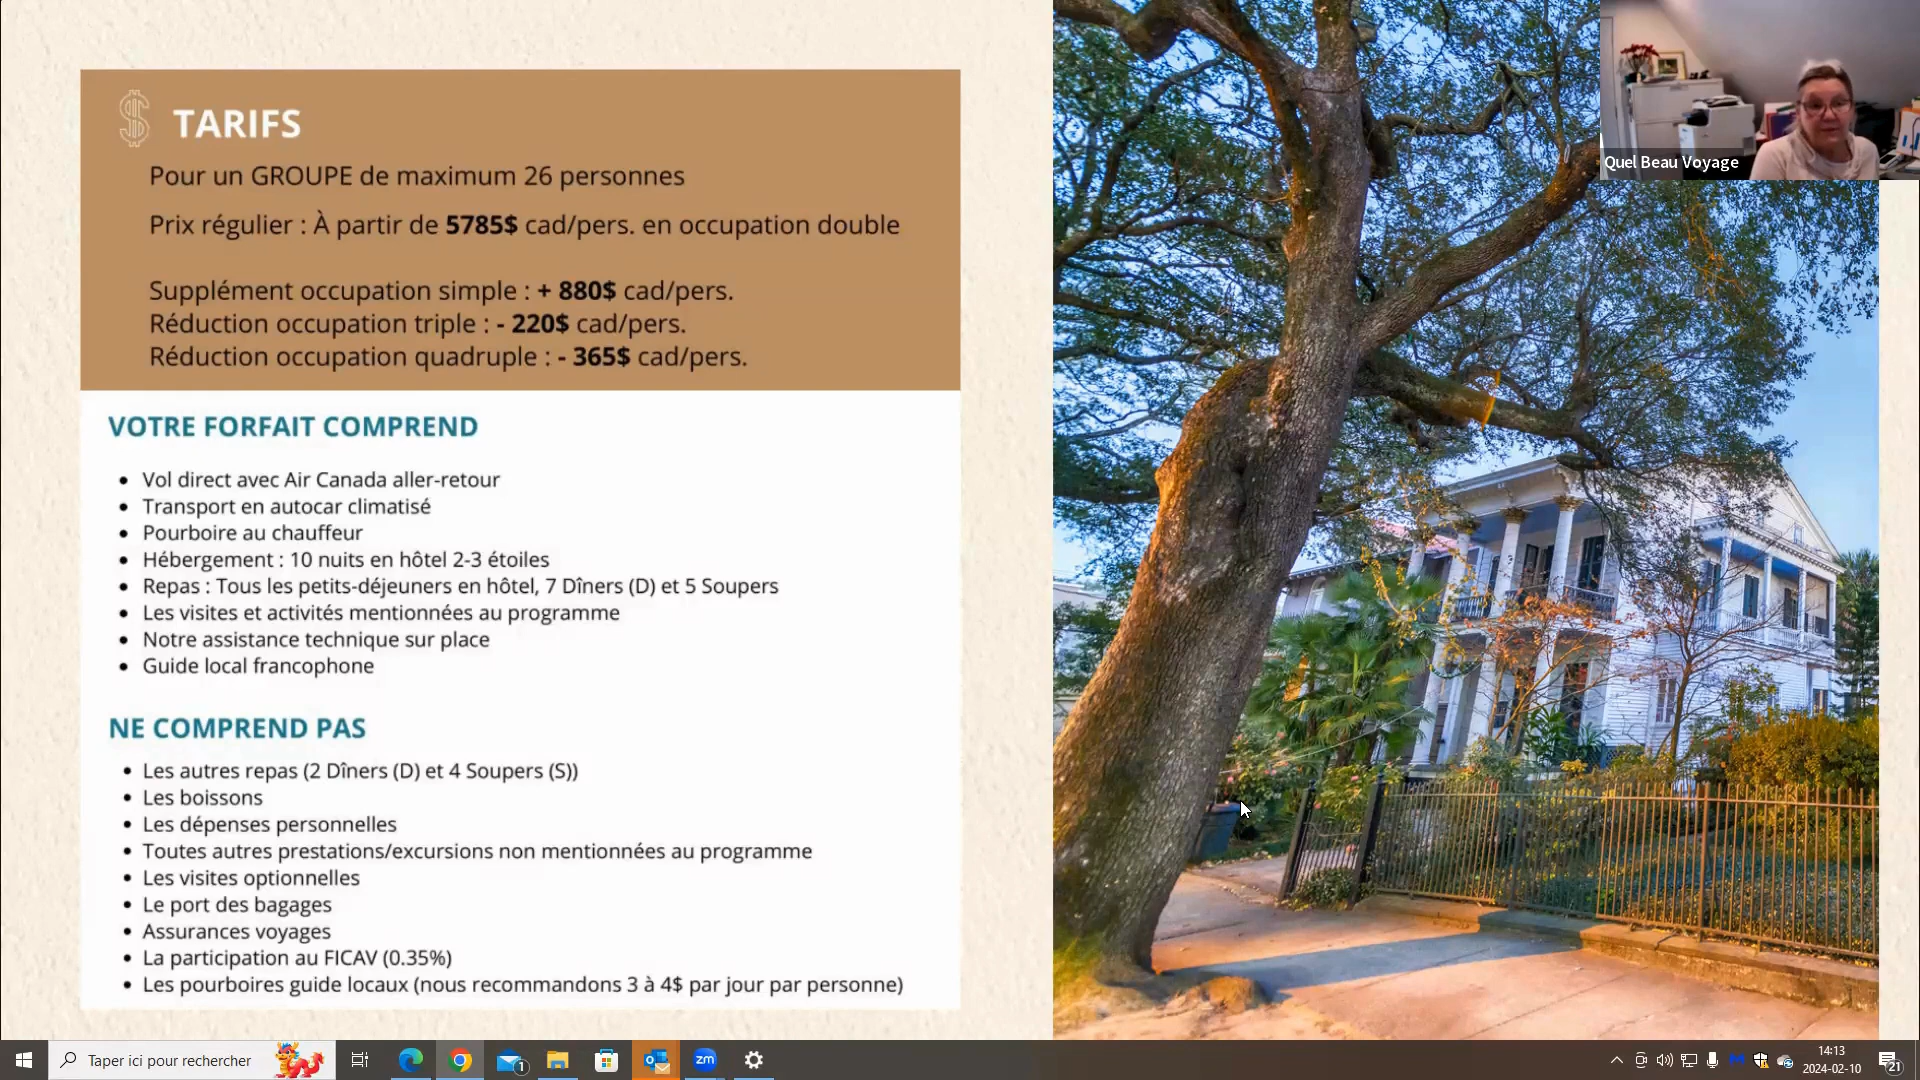 TARIFS
Pour un GROUPE de maximum 26 personnes
Prix régulier : À partir de 5785$ cad/pers. en occupation double
Supplément occupation simple : + 880$ cad/pers.
Réduction occupation triple : - 220$ cad/pers.
Réduction occupation quadruple : - 365$ cad/pers.
VOTRE FORFAIT COMPREND
• Vol direct avec Air Canada aller-retour
• Transport en autocar climatisé
• Pourboire au chauffeur
• Hébergement : 10 nuits en hôtel 2-3 étoiles
• Repas : Tous les petits-déjeuners en hôtel, 7 Dîners (D) et 5 Soupers
• Les visites et activités mentionnées au programme
• Notre assistance technique sur place
• Guide local francophone
NE COMPREND PAS
• Les autres repas (2 Dîners (D) et 4 Soupers (S))
• Les boissons
• Les dépenses personnelles
• Toutes autres prestations/excursions non mentionnées au programme
• Les visites optionnelles
• Le port des bagages
• Assurances voyages
• La participation au FICAV (0.35%)
• Les pourboires guide locaux (nous recommandons 3 à 4$ par jour par personne)
Quel Beau Voyage
Taper ici pour rechercher
1
zm
14:13
2024-02-10
21